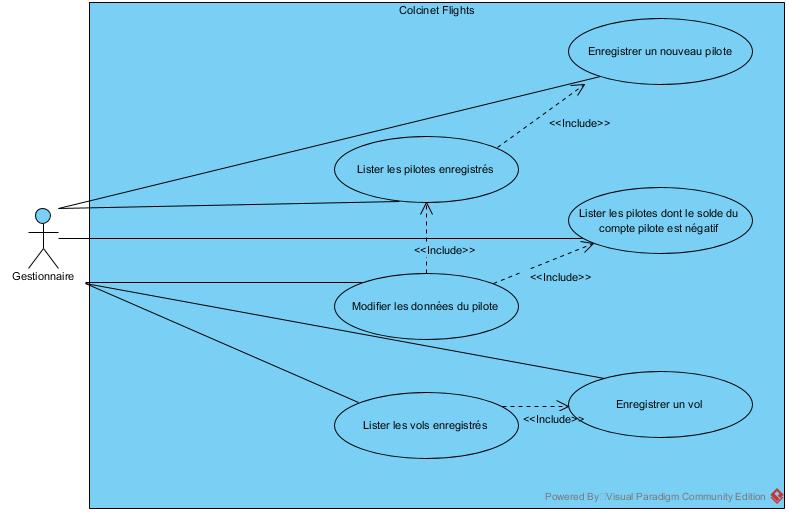 Colcinet Flights
Enregistrer un nouveau pilote
<<Include>>
Lister les pilotes enregistrés
Lister les pilotes dont le solde du
compte pilote est négatif
<<Include>>
<<Include>>
Gestionnaire
Modifier les données du pilote
Enregistrer un vol
<<Include>>
Lister les vols enregistrés
Powered By Visual Paradigm Community Edition